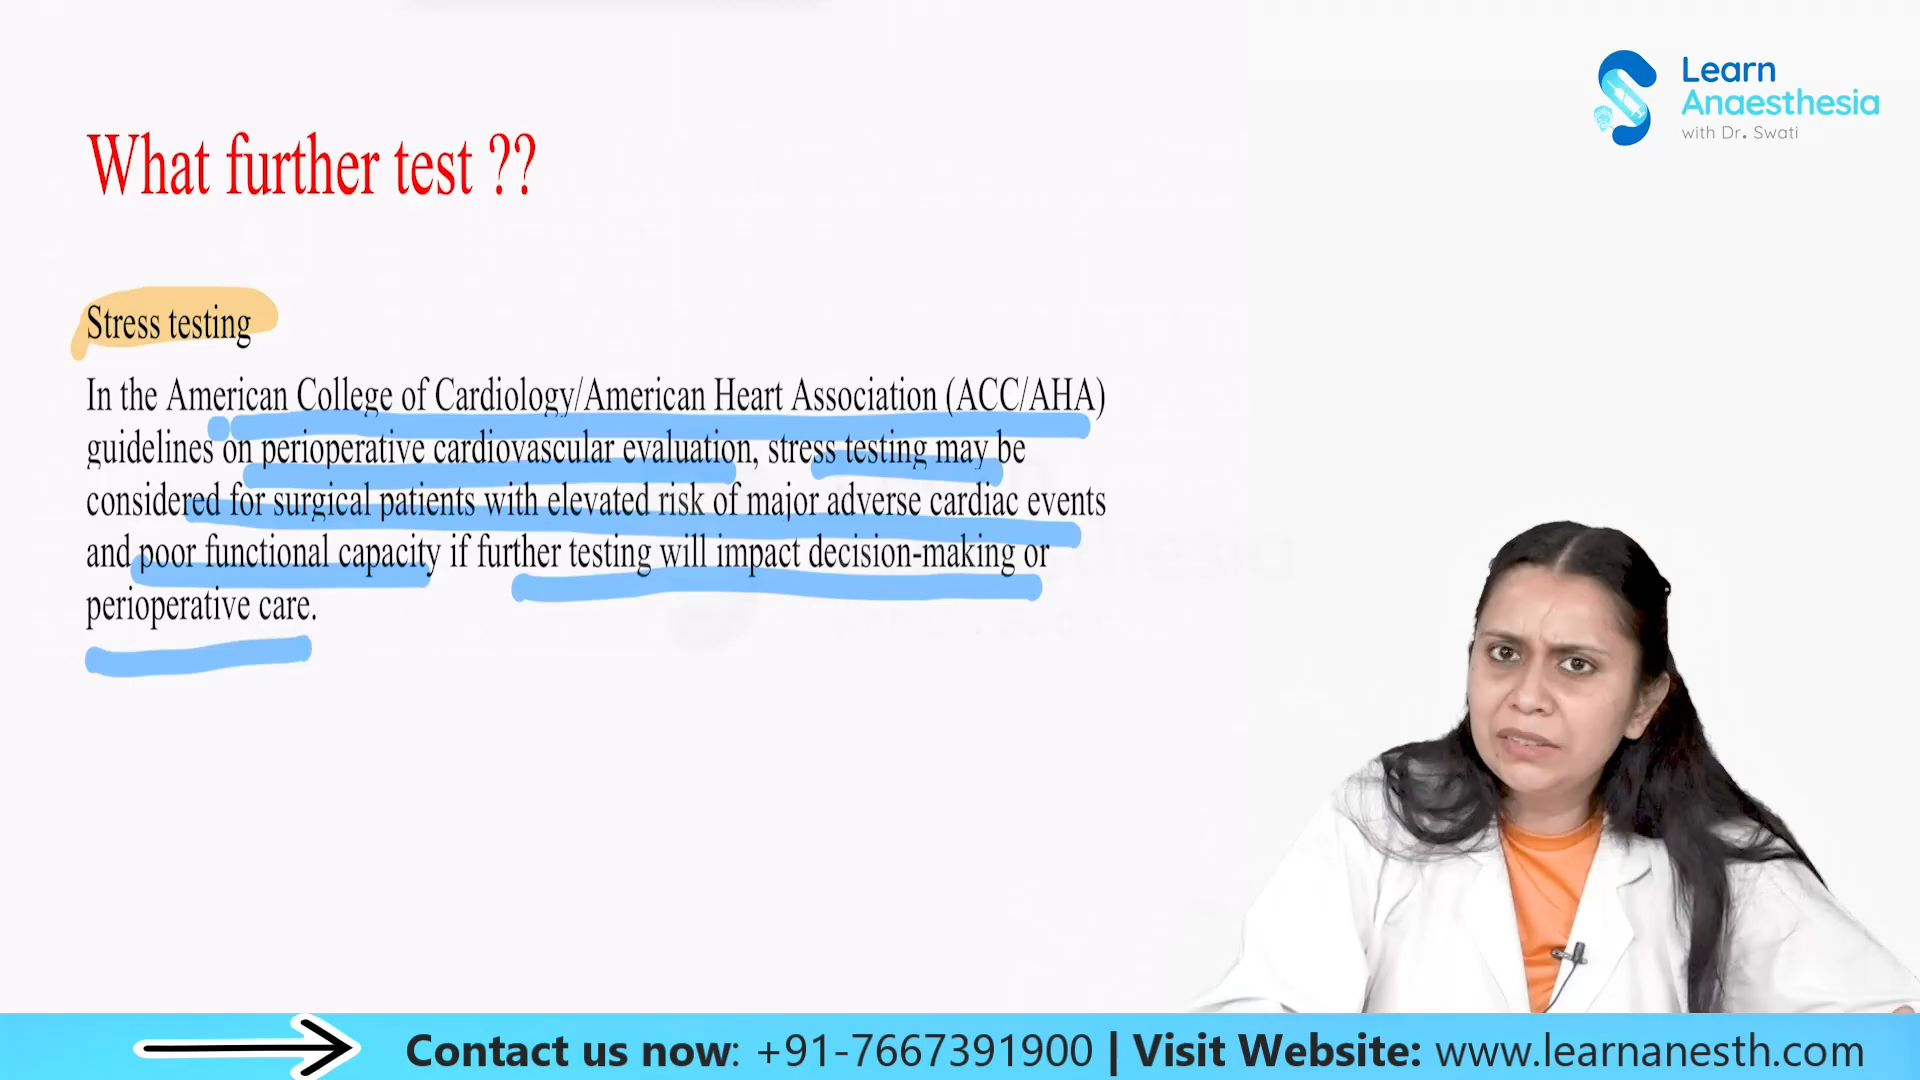 Learn
Anaesthesia
with Dr. Swati
What further test ??
Stress testing
In the American College of Cardiology/American Heart Association (ACC/AHA)
guidelines on perioperative cardiovascular evaluation, stress testing may be
considered for surgical patients with elevated risk of major adverse cardiac events
and poor functional capacity if further testing will impact decision-making or
perioperative care.
Contact us now: +91-7667391900 | Visit Website: www.learnanesth.com